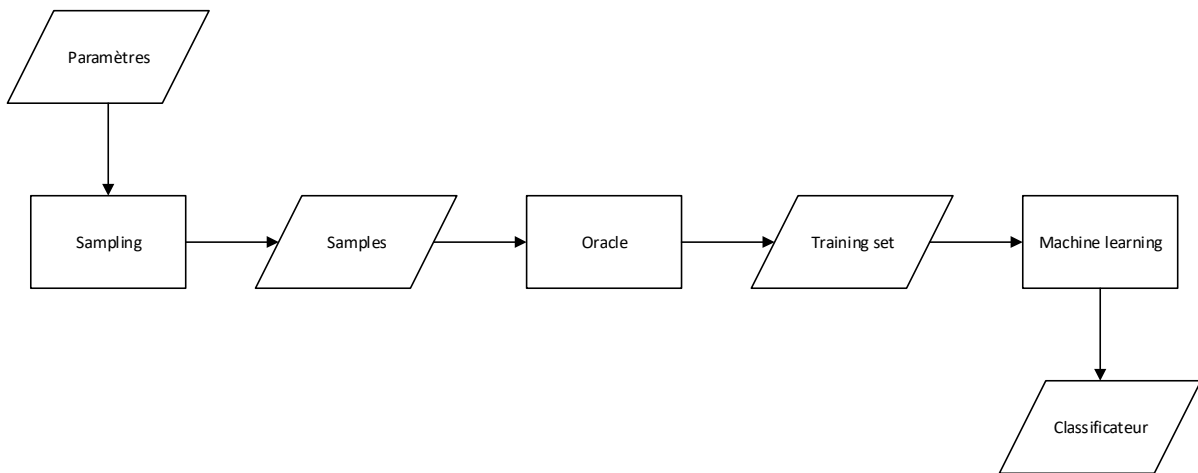 Paramètres
Sampling
Samples
Oracle
Training set
Machine learning
Classificateur